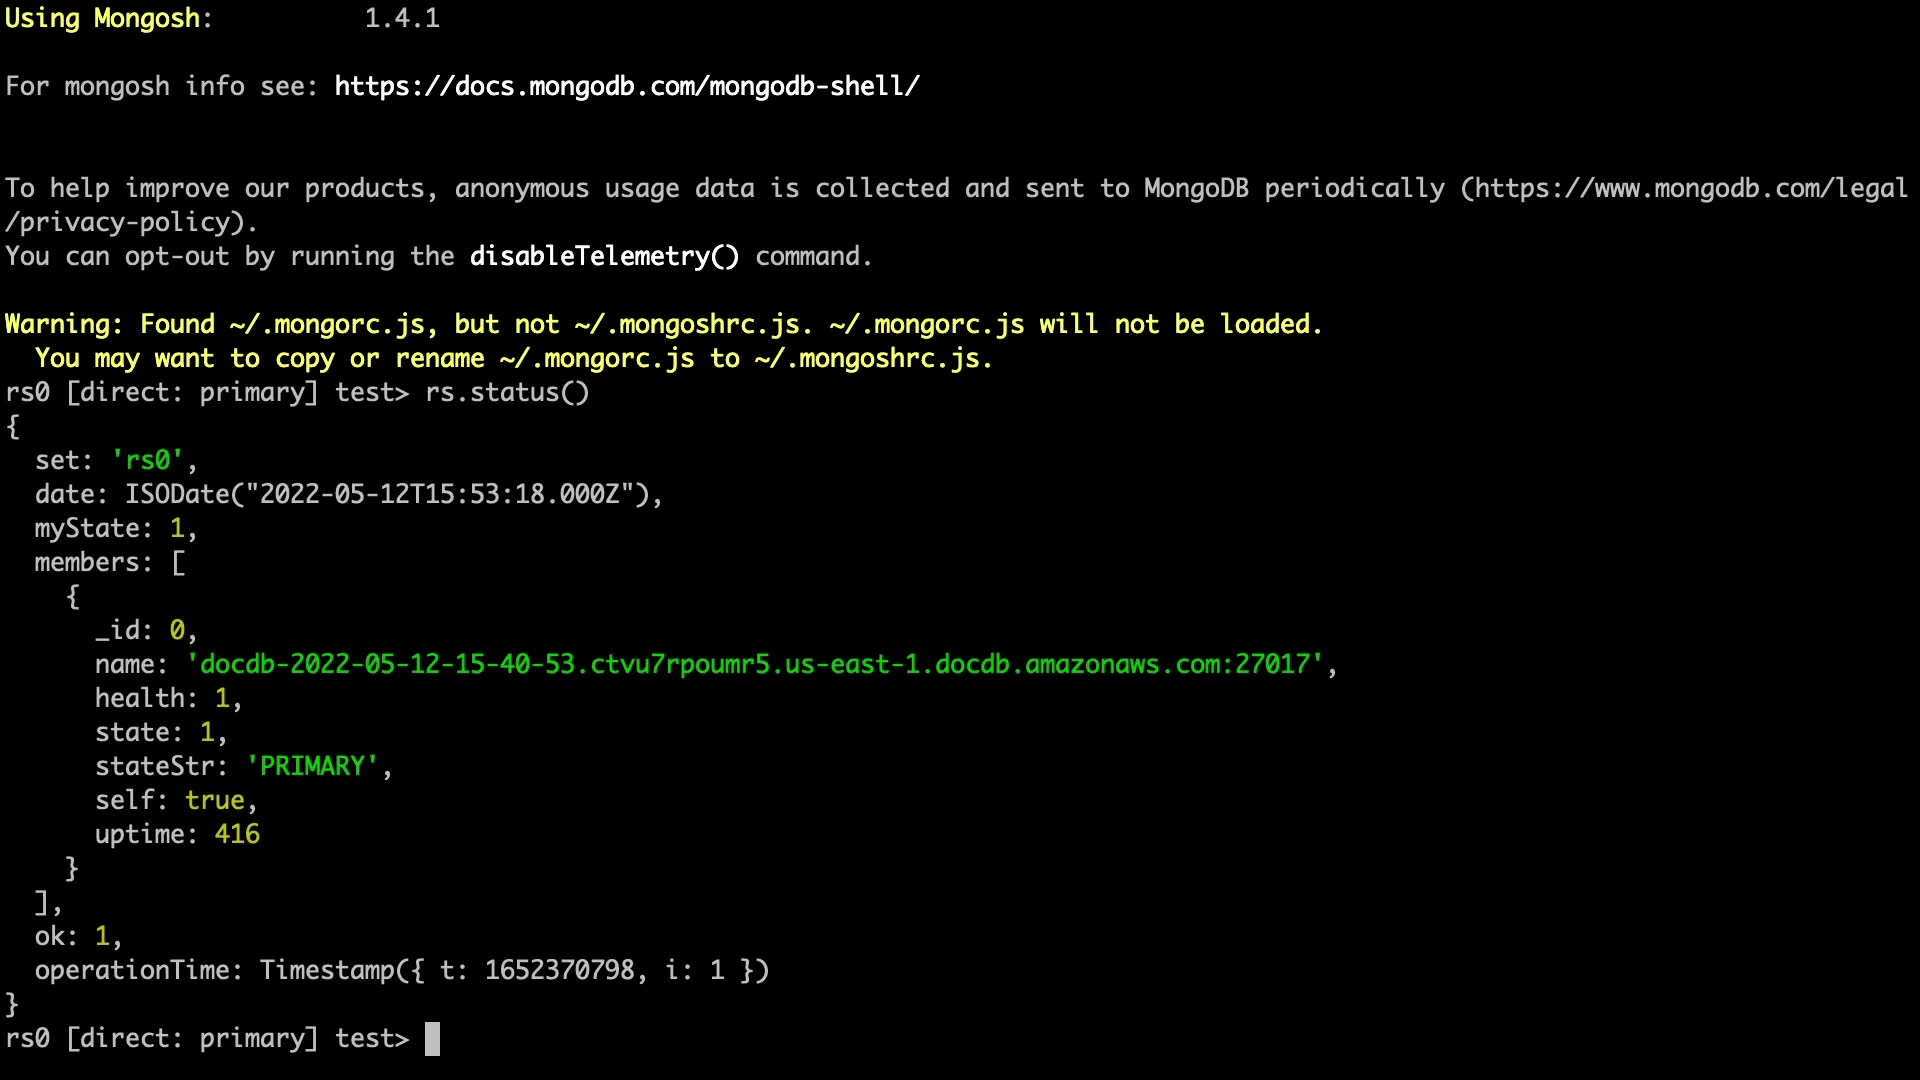 Using Mongosh:          1.4.1
For mongosh info see: https://docs.mongodb.com/mongodb-shell/
To help improve our products, anonymous usage data is collected and sent to MongoDB periodically (https://www.mongodb.com/legal
/privacy-policy).
You can opt-out by running the disableTelemetry() command.
Warning: Found ~/.mongorc.js, but not ~/.mongoshrc.js. ~/.mongorc.js will not be loaded.
  You may want to copy or rename ~/.mongorc.js to ~/.mongoshrc.js.
rs0 [direct: primary] test> rs.status()
{
  set: 'rs0',
  date: ISODate("2022-05-12T15:53:18.000Z"),
  myState: 1,
  members: [
    {
      _id: 0,
      name: 'docdb-2022-05-12-15-40-53.ctvu7rpoumr5.us-east-1.docdb.amazonaws.com:27017',
      health: 1,
      state: 1,
      stateStr: 'PRIMARY',
      self: true,
      uptime: 416
    }
  ],
  ok: 1,
  operationTime: Timestamp({ t: 1652370798, i: 1 })
}
rs0 [direct: primary] test>